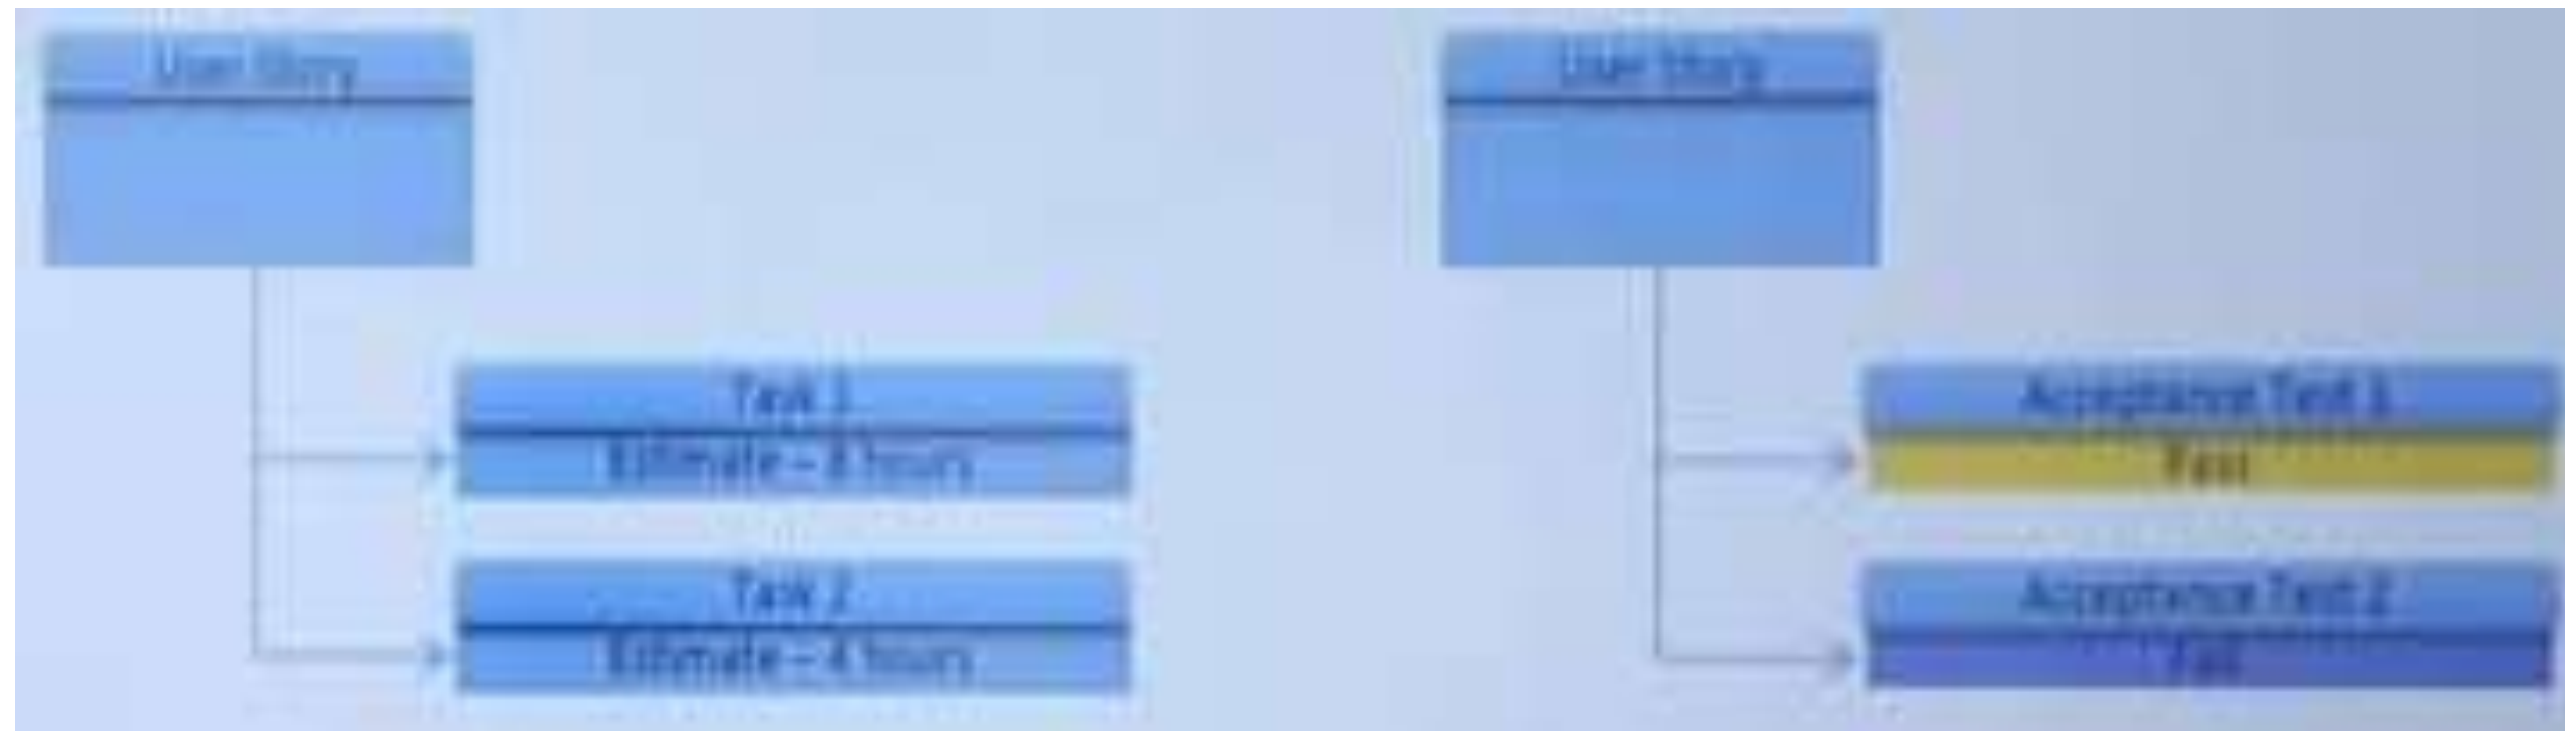 User Story
Task 1
Estimate - 8 hours
Task 2
Estimate - 4 hours
User Story
Acceptance Test 1
Acceptance Test 2
Fail